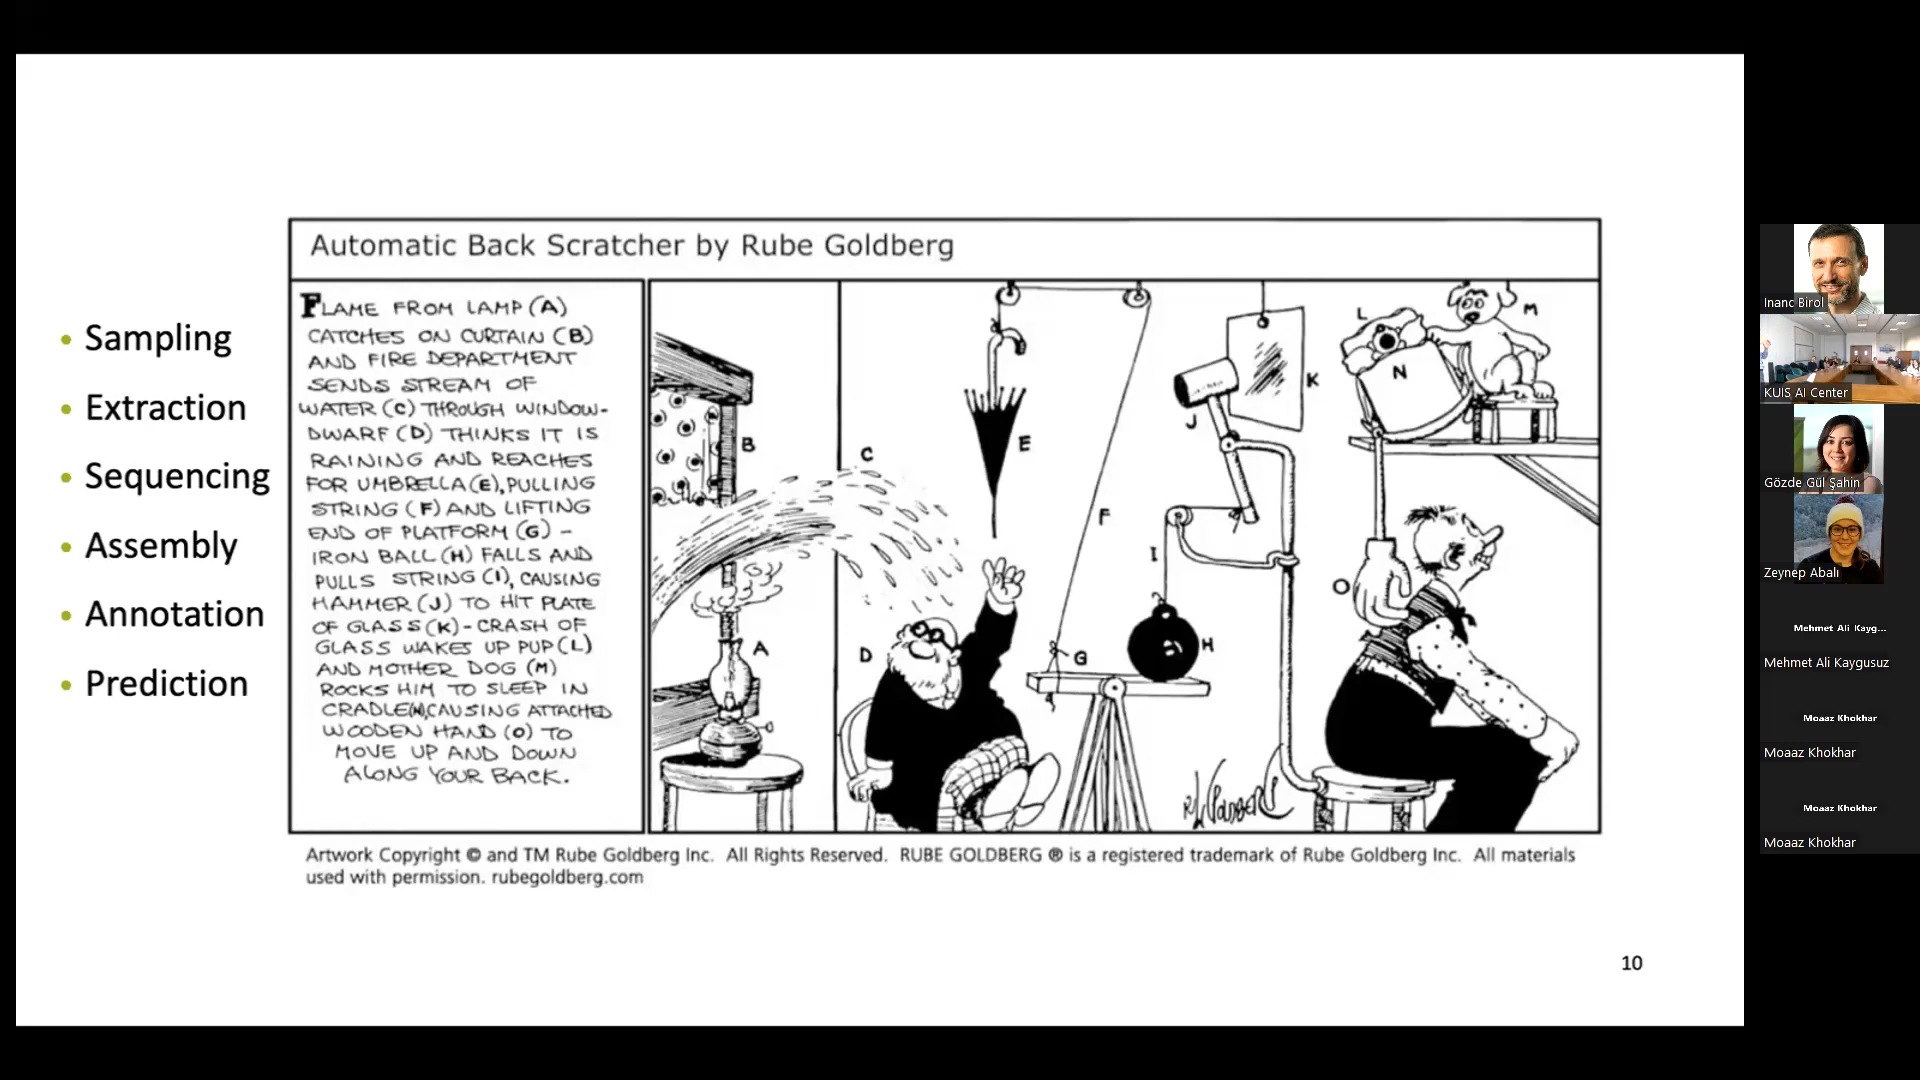 • Sampling
• Extraction
• Sequencing
• Assembly
• Annotation
• Prediction
Automatic Back Scratcher by Rube Goldberg
FLAME FROM LAMP (A)
CATCHES ON CURTAIN (B)
AND FIRE DEPARTMENT
SENDS STREAM OF
WATER (C) THROUGH WINDOW-
DWARF (D) THINKS IT IS
RAINING AND REACHES
FOR UMBRELLA (E), PULLING
STRING (F) AND LIFTING
END OF PLATFORM (G) -
IRON BALL (H) FALLS AND
PULLS STRING (I), CAUSING
HAMMER (J) TO HIT PLATE
OF GLASS (K) - CRASH OF
GLASS WAKES UP PUP (L)
AND MOTHER DOG (M)
ROCKS HIM TO SLEEP IN
CRADLE (N), CAUSING ATTACHED
WOODEN HAND (O) TO
MOVE UP AND DOWN
ALONG YOUR BACK.
A
B
C
D
E
F
G
H
I
J
K
L
M
N
O
Artwork Copyright © and TM Rube Goldberg Inc. All Rights Reserved. RUBE GOLDBERG ® is a registered trademark of Rube Goldberg Inc. All materials
used with permission. rubegoldberg.com
10
Inanc Birol
KUIS AI Center
Gözde Gül Şahin
Zeynep Abalı
Mehmet Ali Kayg...
Mehmet Ali Kaygusuz
Moaaz Khokhar
Moaaz Khokhar
Moaaz Khokhar
Moaaz Khokhar